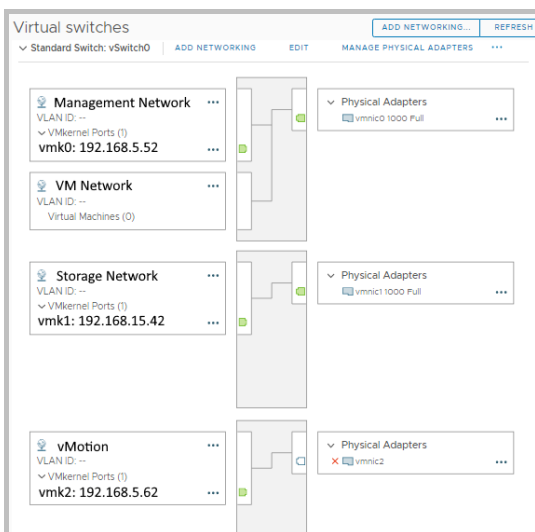 Virtual switches
ADD NETWORKING... REFRESH
Standard Switch: vSwitch0 ADD NETWORKING EDIT MANAGE PHYSICAL ADAPTERS ...
Management Network ...
VLAN ID: --
VMkernel Ports (1)
vmk0: 192.168.5.52 ...
Physical Adapters
vmnic0 1000 Full ...
VM Network ...
VLAN ID: --
Virtual Machines (0)
Storage Network ...
VLAN ID: --
VMkernel Ports (1)
vmk1: 192.168.15.42 ...
Physical Adapters
vmnic1 1000 Full ...
vMotion ...
VLAN ID: --
VMkernel Ports (1)
vmk2: 192.168.5.62 ...
Physical Adapters
vmnic2 ...